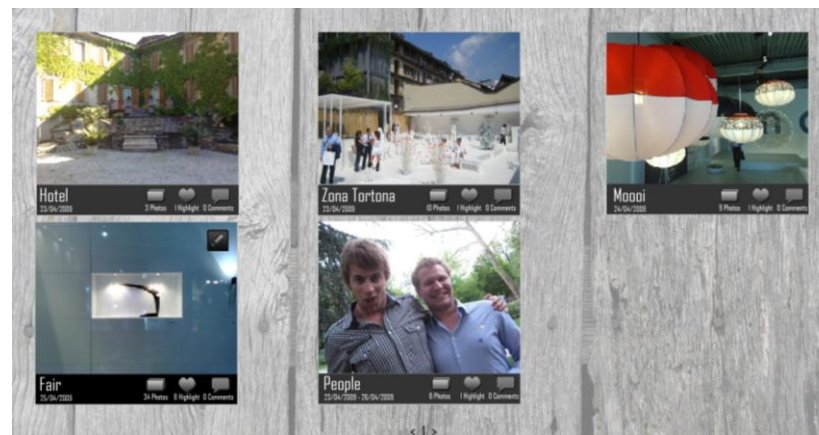 Hotel
23/04/2009 3 Photos 1 Highlight 0 Comments
Zona Tortona
23/04/2009 10 Photos 1 Highlight 0 Comments
Moooi
24/04/2009 9 Photos 1 Highlight 0 Comments
Fair
25/04/2009 34 Photos 0 Highlight 0 Comments
People
23/04/2009 - 26/04/2009 6 Photos 1 Highlight 0 Comments
< 1 >